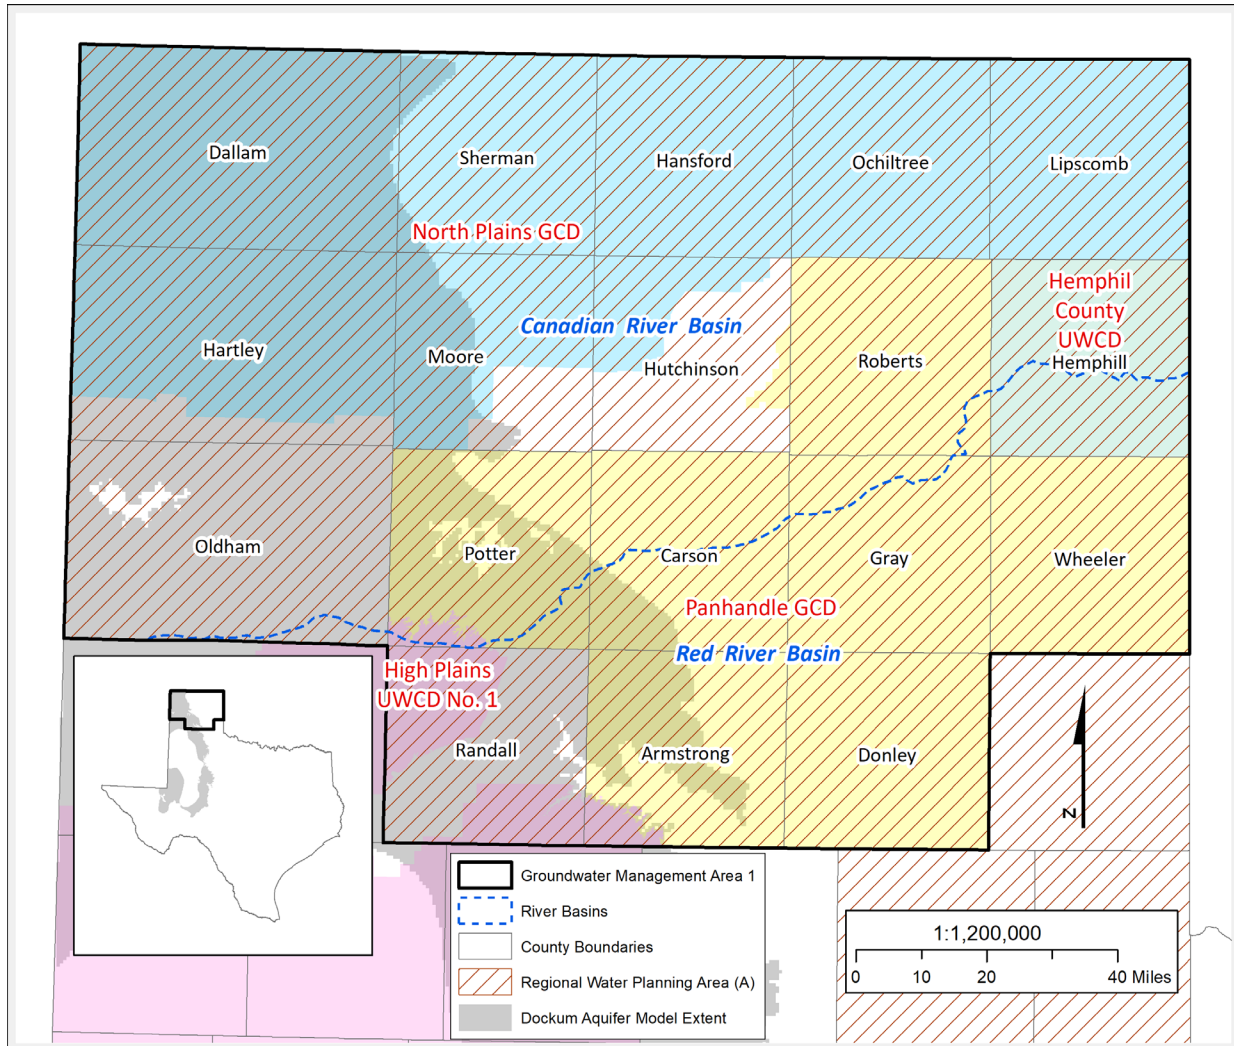 Dallam
Sherman
Hansford
Ochiltree
Lipscomb
North Plains GCD
Hemphil
County
UWCD
Hemphill
Canadian River Basin
Hartley
Moore
Hutchinson
Roberts
Oldham
Potter
Carson
Gray
Wheeler
Panhandle GCD
Red River Basin
High Plains
UWCD No. 1
Randall
Armstrong
Donley
N
Groundwater Management Area 1
River Basins
County Boundaries
Regional Water Planning Area (A)
Dockum Aquifer Model Extent
1:1,200,000
0 10 20 40 Miles